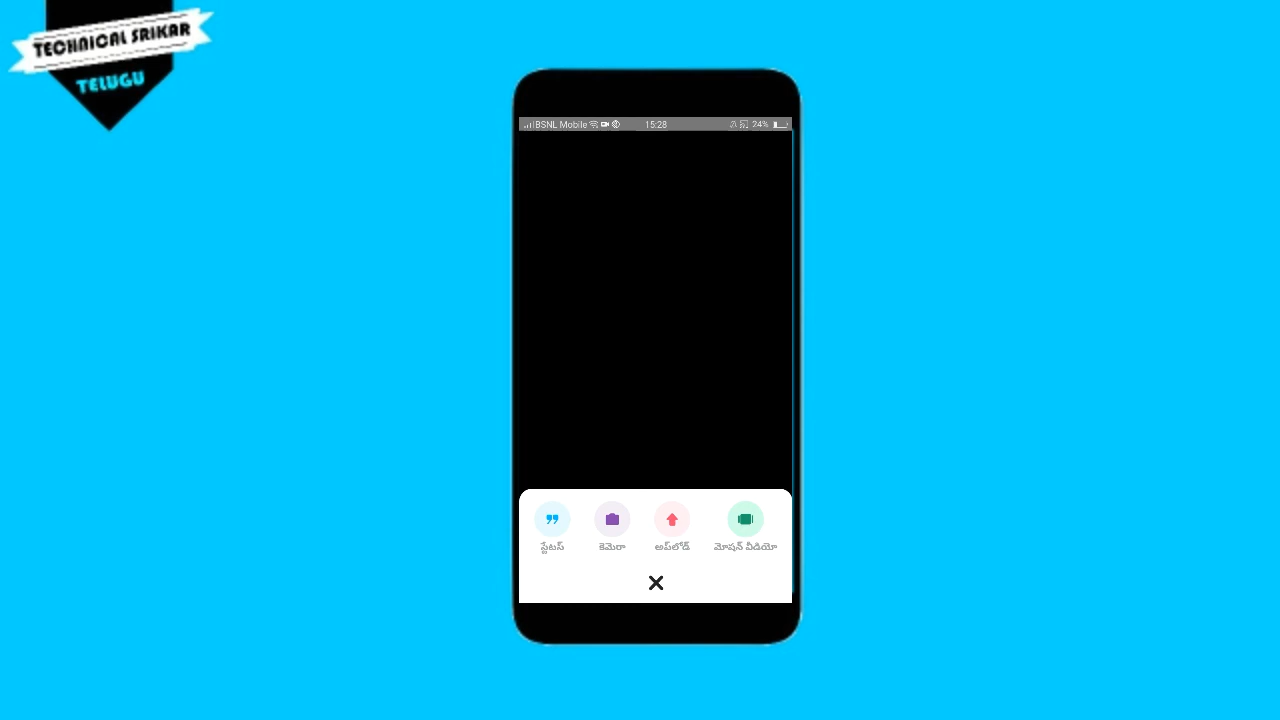 TECHNICAL SRIKAR
TELUGU
BSNL Mobile 15:28 24%
స్టేటస్ కెమెరా అప్‌లోడ్ మోషన్ వీడియో